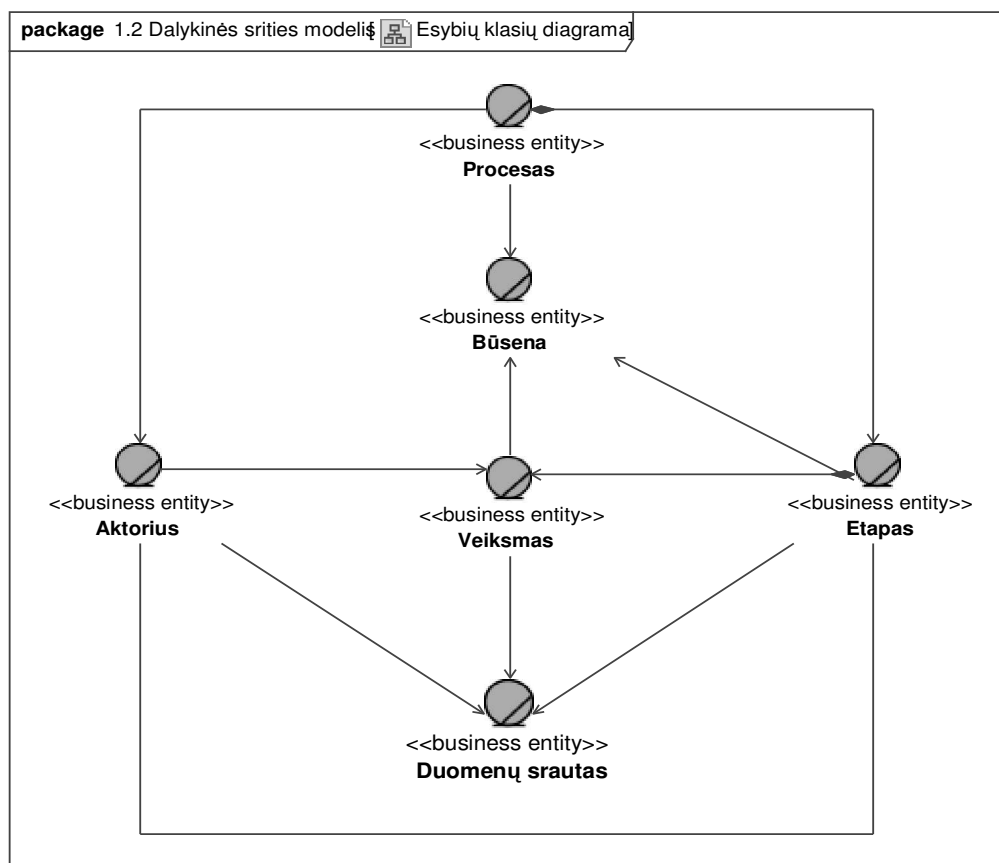 package 1.2 Dalykinės srities modelis[ Esybių klasių diagrama]
<<business entity>>
Procesas
<<business entity>>
Būsena
<<business entity>>
Aktorius
<<business entity>>
Veiksmas
<<business entity>>
Etapas
<<business entity>>
Duomenų srautas